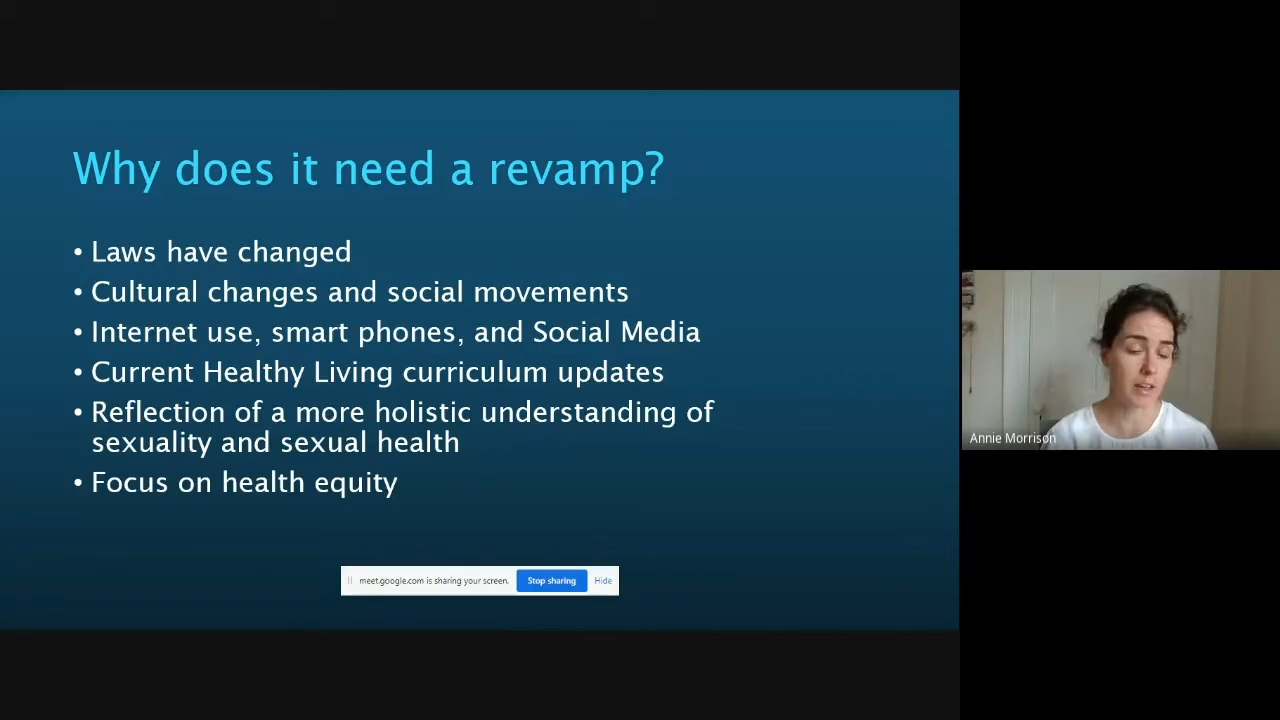 Why does it need a revamp?
• Laws have changed
• Cultural changes and social movements
• Internet use, smart phones, and Social Media
• Current Healthy Living curriculum updates
• Reflection of a more holistic understanding of
sexuality and sexual health
• Focus on health equity
meet.google.com is sharing your screen. Stop sharing Hide
Annie Morrison